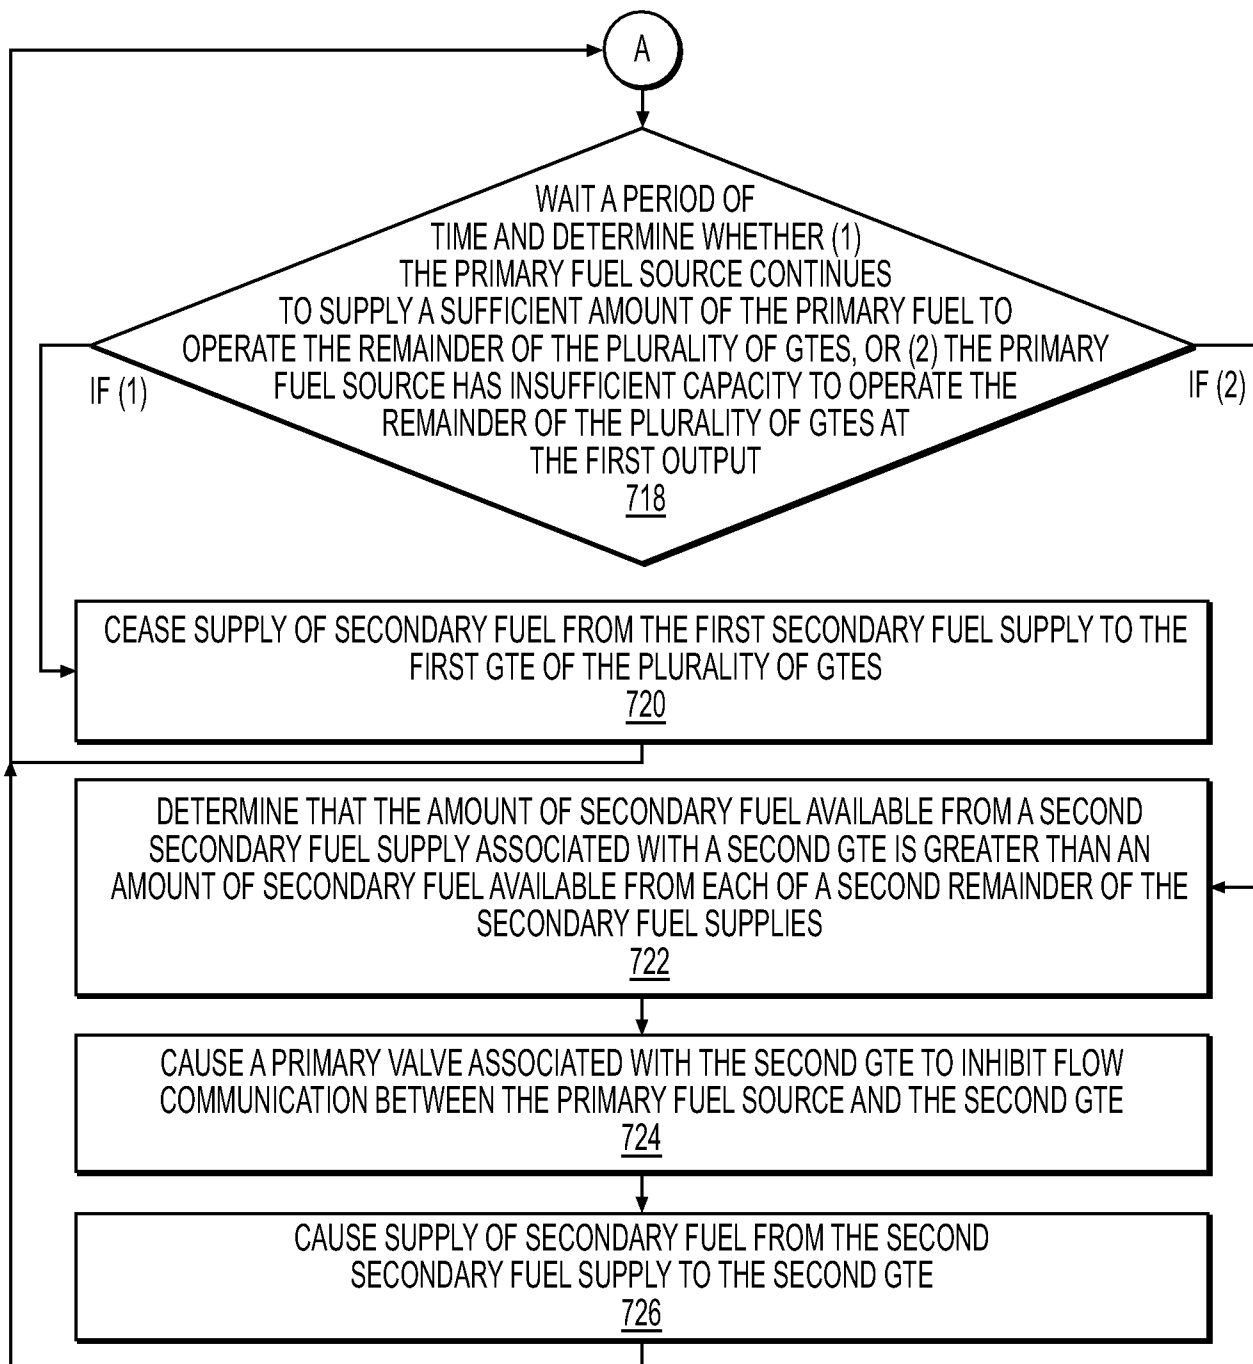 A
WAIT A PERIOD OF
TIME AND DETERMINE WHETHER (1)
THE PRIMARY FUEL SOURCE CONTINUES
TO SUPPLY A SUFFICIENT AMOUNT OF THE PRIMARY FUEL TO
OPERATE THE REMAINDER OF THE PLURALITY OF GTES, OR (2) THE PRIMARY
FUEL SOURCE HAS INSUFFICIENT CAPACITY TO OPERATE THE
REMAINDER OF THE PLURALITY OF GTES AT
THE FIRST OUTPUT
718
IF (1)
IF (2)
CEASE SUPPLY OF SECONDARY FUEL FROM THE FIRST SECONDARY FUEL SUPPLY TO THE
FIRST GTE OF THE PLURALITY OF GTES
720
DETERMINE THAT THE AMOUNT OF SECONDARY FUEL AVAILABLE FROM A SECOND
SECONDARY FUEL SUPPLY ASSOCIATED WITH A SECOND GTE IS GREATER THAN AN
AMOUNT OF SECONDARY FUEL AVAILABLE FROM EACH OF A SECOND REMAINDER OF THE
SECONDARY FUEL SUPPLIES
722
CAUSE A PRIMARY VALVE ASSOCIATED WITH THE SECOND GTE TO INHIBIT FLOW
COMMUNICATION BETWEEN THE PRIMARY FUEL SOURCE AND THE SECOND GTE
724
CAUSE SUPPLY OF SECONDARY FUEL FROM THE SECOND
SECONDARY FUEL SUPPLY TO THE SECOND GTE
726